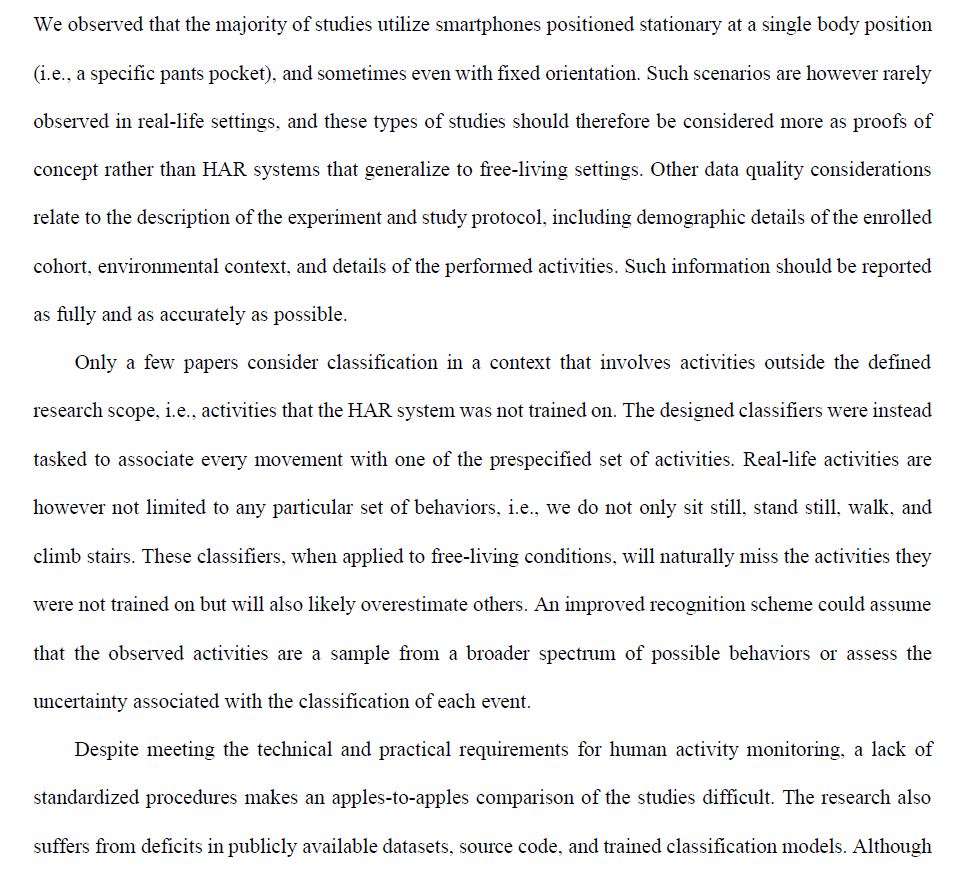 We observed that the majority of studies utilize smartphones positioned stationary at a single body position
(i.e., a specific pants pocket), and sometimes even with fixed orientation. Such scenarios are however rarely
observed in real-life settings, and these types of studies should therefore be considered more as proofs of
concept rather than HAR systems that generalize to free-living settings. Other data quality considerations
relate to the description of the experiment and study protocol, including demographic details of the enrolled
cohort, environmental context, and details of the performed activities. Such information should be reported
as fully and as accurately as possible.
Only a few papers consider classification in a context that involves activities outside the defined
research scope, i.e., activities that the HAR system was not trained on. The designed classifiers were instead
tasked to associate every movement with one of the prespecified set of activities. Real-life activities are
however not limited to any particular set of behaviors, i.e., we do not only sit still, stand still, walk, and
climb stairs. These classifiers, when applied to free-living conditions, will naturally miss the activities they
were not trained on but will also likely overestimate others. An improved recognition scheme could assume
that the observed activities are a sample from a broader spectrum of possible behaviors or assess the
uncertainty associated with the classification of each event.
Despite meeting the technical and practical requirements for human activity monitoring, a lack of
standardized procedures makes an apples-to-apples comparison of the studies difficult. The research also
suffers from deficits in publicly available datasets, source code, and trained classification models. Although